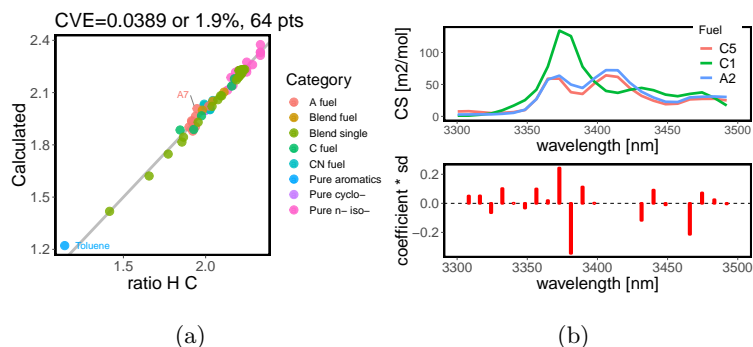 CVE=0.0389 or 1.9%, 64 pts
2.4
2.1
1.8
1.5
1.2
Calculated
A7
Toluene
1.5
2.0
ratio H C
Category
A fuel
Blend fuel
Blend single
C fuel
CN fuel
Pure aromatics
Pure cyclo−
Pure n− iso−
(a)
CS [m2/mol]
100
50
0
3300
3350
3400
3450
3500
wavelength [nm]
Fuel
C5
C1
A2
coefficient * sd
0.2
0.0
−0.2
3300
3350
3400
3450
3500
wavelength [nm]
(b)